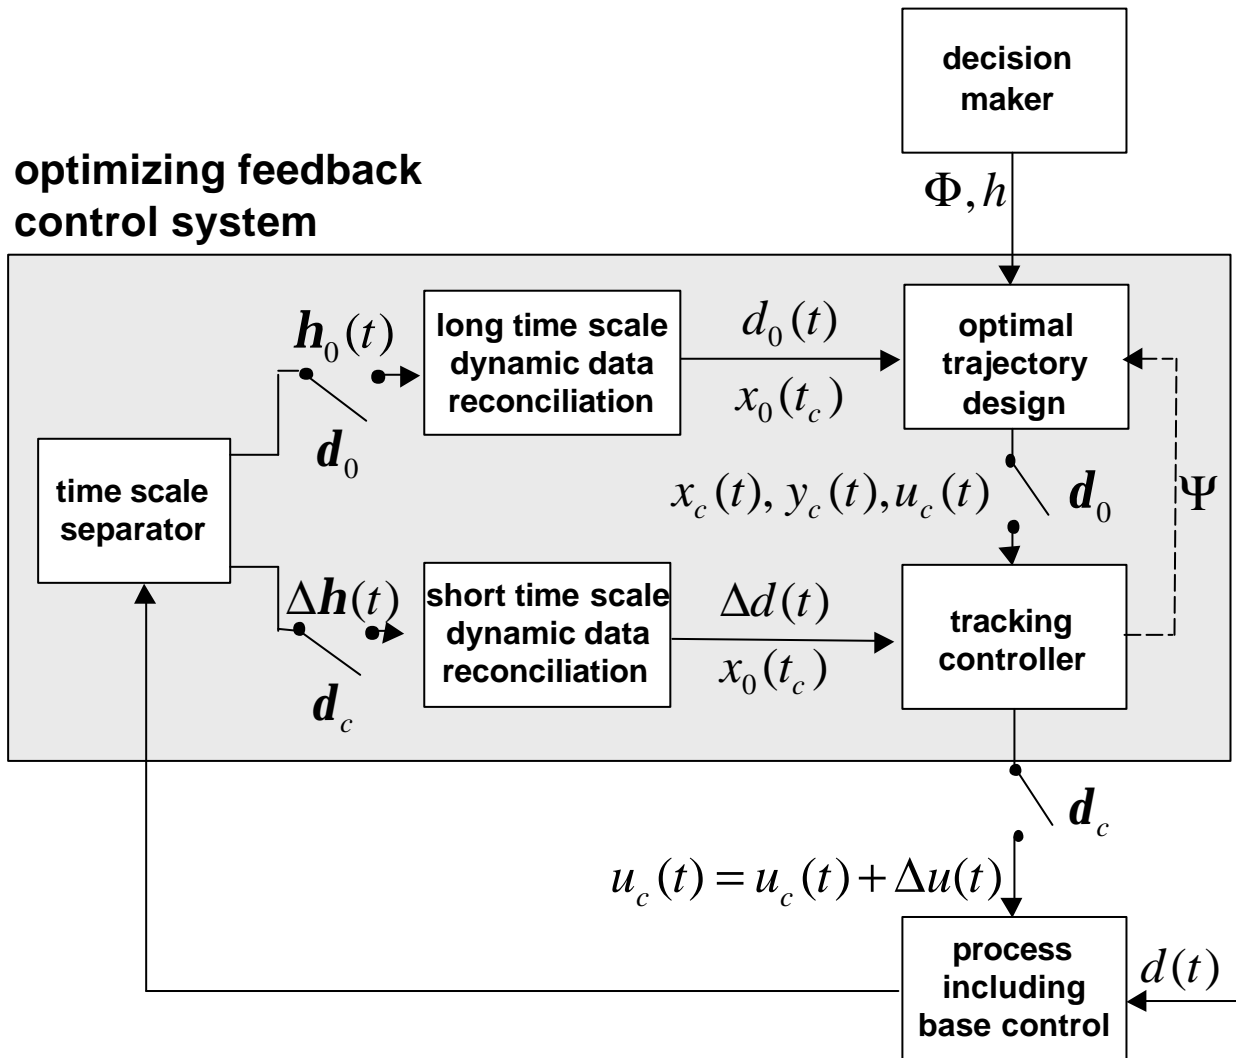 decision
maker
optimizing feedback
control system
Φ, h
h₀(t)
long time scale
dynamic data
reconciliation
d₀(t)
x₀(t_c)
optimal
trajectory
design
d₀
time scale
separator
x_c(t), y_c(t), u_c(t)
d₀
Ψ
Δh(t)
short time scale
dynamic data
reconciliation
Δd(t)
x₀(t_c)
tracking
controller
d_c
d_c
u_c(t) = u_c(t) + Δu(t)
process
including
base control
d(t)